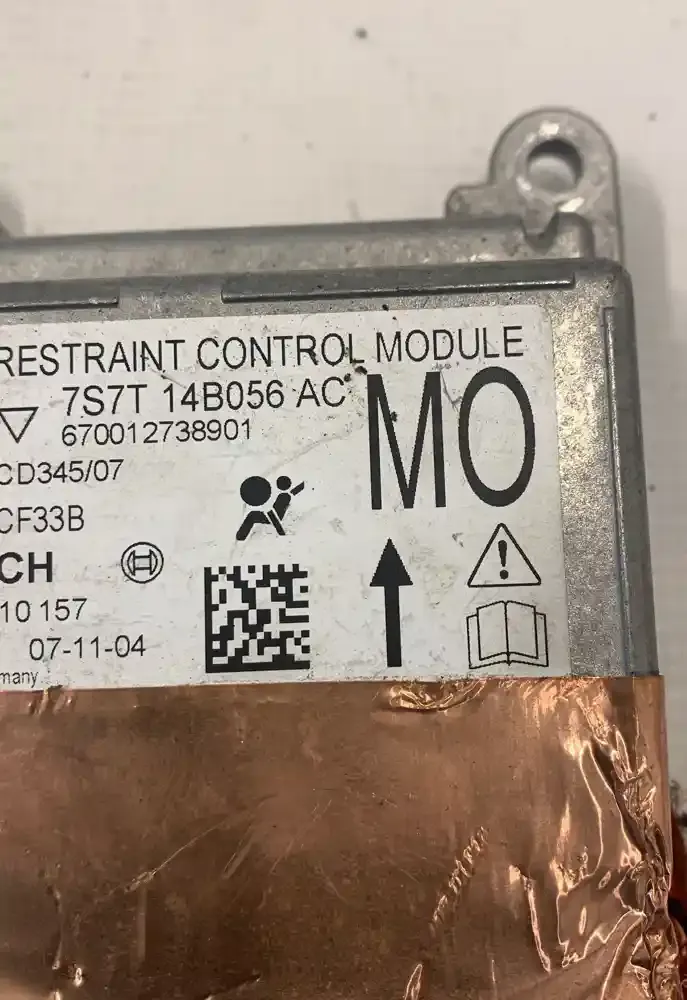 RESTRAINT CONTROL MODULE
7S7T 14B056 AC
MO
670012738901
CD345/07
CF33B
CH
10 157
07-11-04
many